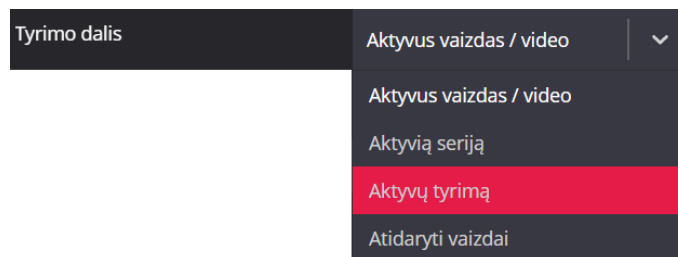 Tyrimo dalis
Aktyvus vaizdas / video
Aktyvus vaizdas / video
Aktyvią seriją
Aktyvų tyrimą
Atidaryti vaizdai